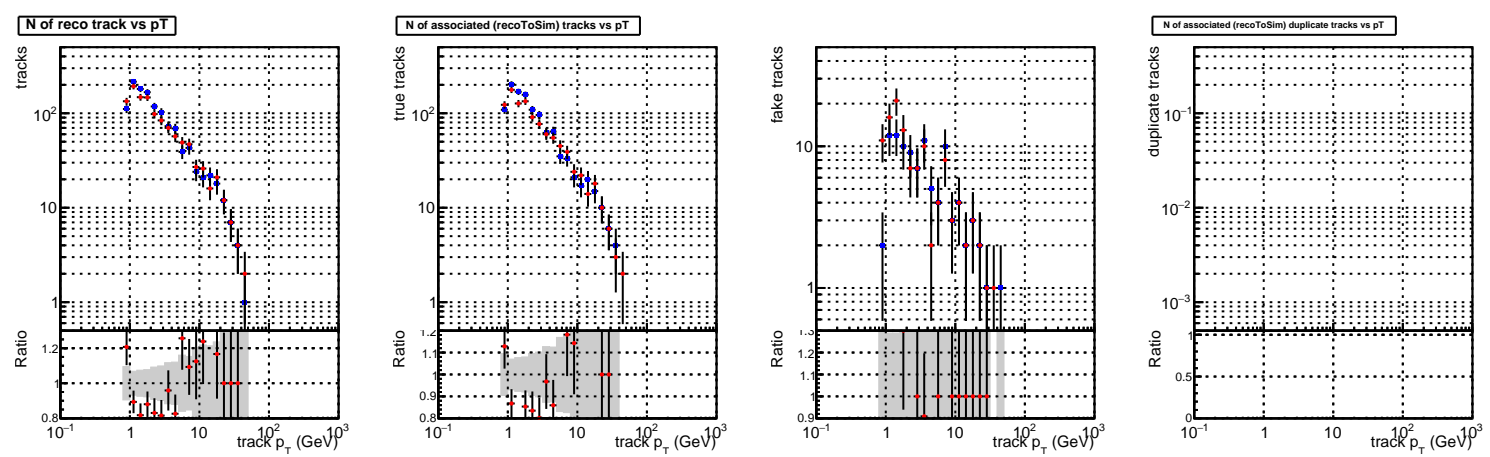 N of reco track vs pT
tracks
10²
10
1
Ratio
1.2
1
0.8
10⁻¹ 1 10 10² 10³
track p_T (GeV)
N of associated (recoToSim) tracks vs pT
true tracks
10²
10
1
Ratio
1.2
1.1
1
0.9
0.8
10⁻¹ 1 10 10² 10³
track p_T (GeV)
fake tracks
10
1
Ratio
1.3
1.2
1.1
1
0.9
10⁻¹ 1 10 10² 10³
track p_T (GeV)
N of associated (recoToSim) duplicate tracks vs pT
duplicate tracks
10⁻¹
10⁻²
10⁻³
Ratio
1
0.5
0
10⁻¹ 1 10 10² 10³
track p_T (GeV)